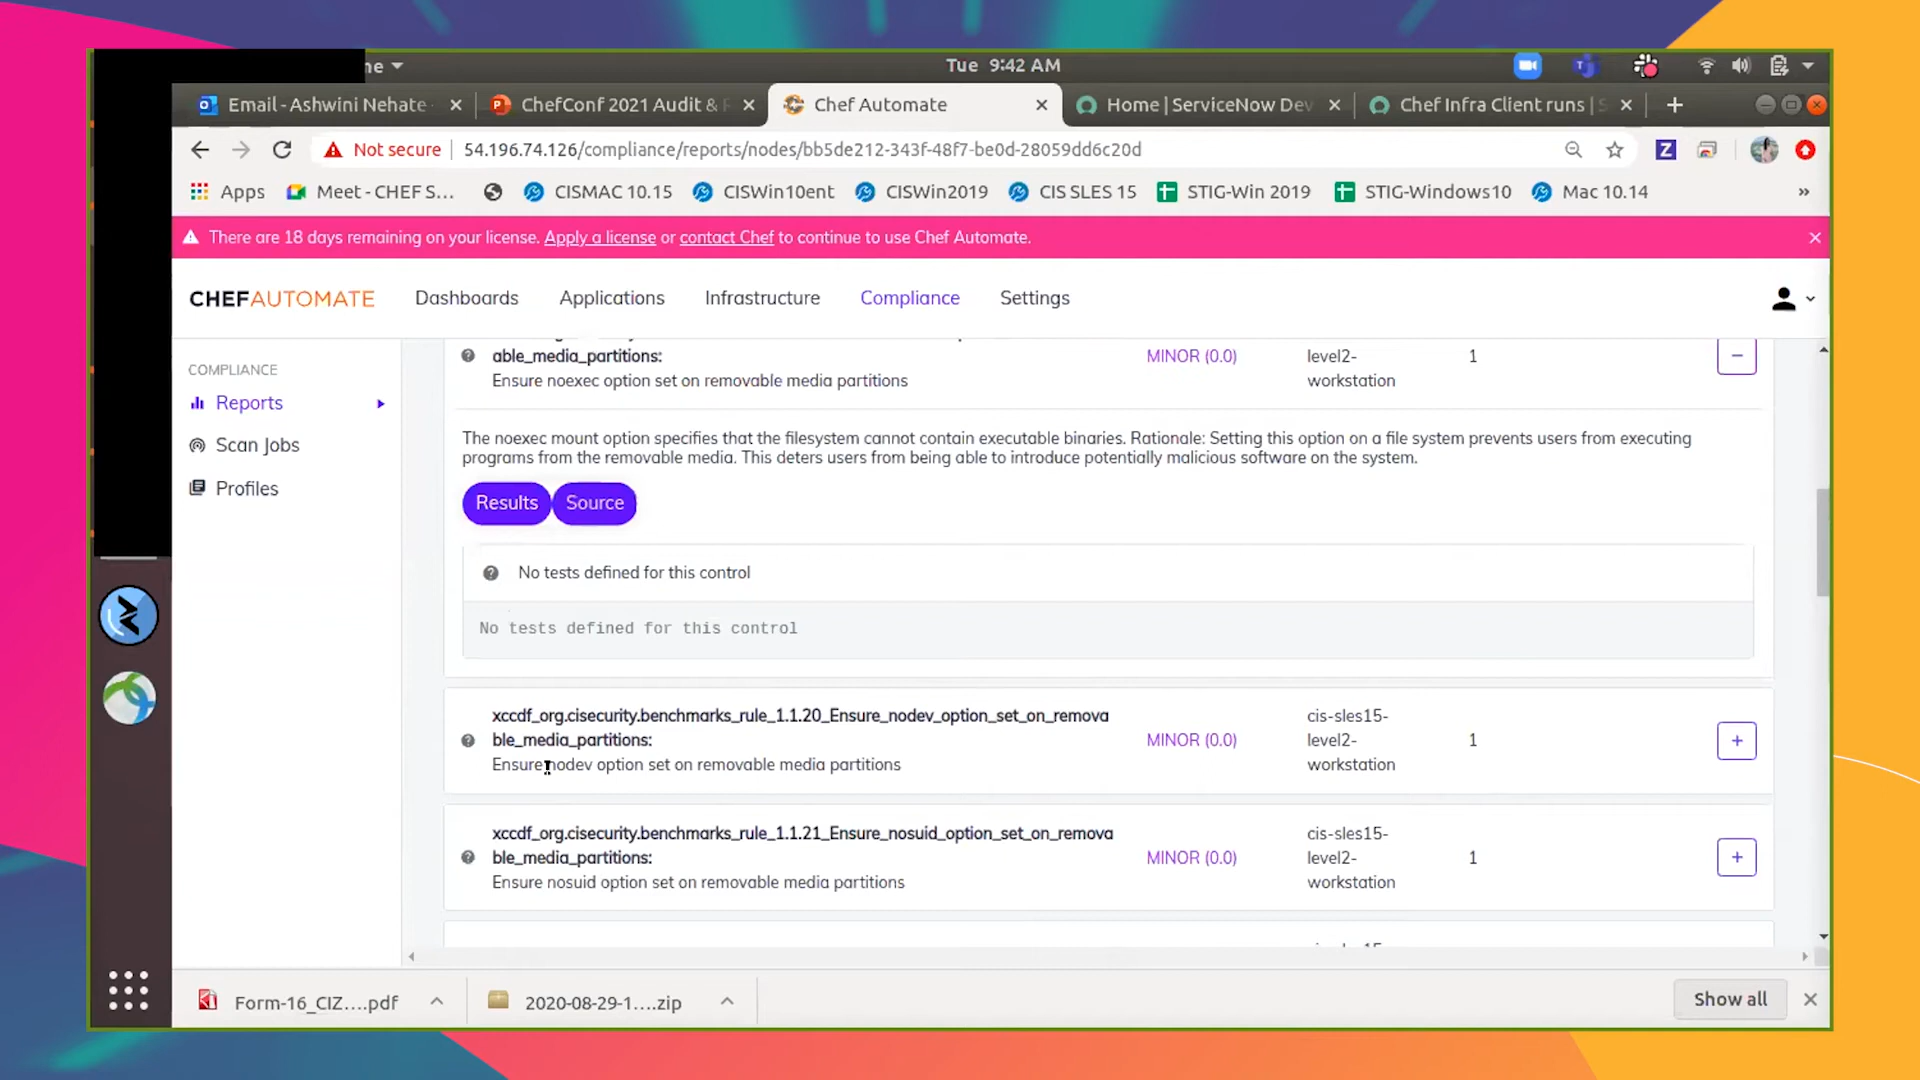 ne
Tue 9:42 AM
Email - Ashwini Nehate
ChefConf 2021 Audit &
Chef Automate
Home | ServiceNow Dev
Chef Infra Client runs | S
Not secure
54.196.74.126/compliance/reports/nodes/bb5de212-343f-48f7-be0d-28059dd6c20d
Apps
Meet - CHEF S...
CISMAC 10.15
CISWin10ent
CISWin2019
CIS SLES 15
STIG-Win 2019
STIG-Windows10
Mac 10.14
»
There are 18 days remaining on your license. Apply a license or contact Chef to continue to use Chef Automate.
CHEFAUTOMATE
Dashboards
Applications
Infrastructure
Compliance
Settings
COMPLIANCE
Reports
Scan Jobs
Profiles
able_media_partitions:
Ensure noexec option set on removable media partitions
MINOR (0.0)
level2-
workstation
1
The noexec mount option specifies that the filesystem cannot contain executable binaries. Rationale: Setting this option on a file system prevents users from executing
programs from the removable media. This deters users from being able to introduce potentially malicious software on the system.
Results
Source
No tests defined for this control
No tests defined for this control
xccdf_org.cisecurity.benchmarks_rule_1.1.20_Ensure_nodev_option_set_on_remova
ble_media_partitions:
Ensure nodev option set on removable media partitions
MINOR (0.0)
cis-sles15-
level2-
workstation
1
xccdf_org.cisecurity.benchmarks_rule_1.1.21_Ensure_nosuid_option_set_on_remova
ble_media_partitions:
Ensure nosuid option set on removable media partitions
MINOR (0.0)
cis-sles15-
level2-
workstation
1
Form-16_CIZ....pdf
2020-08-29-1....zip
Show all